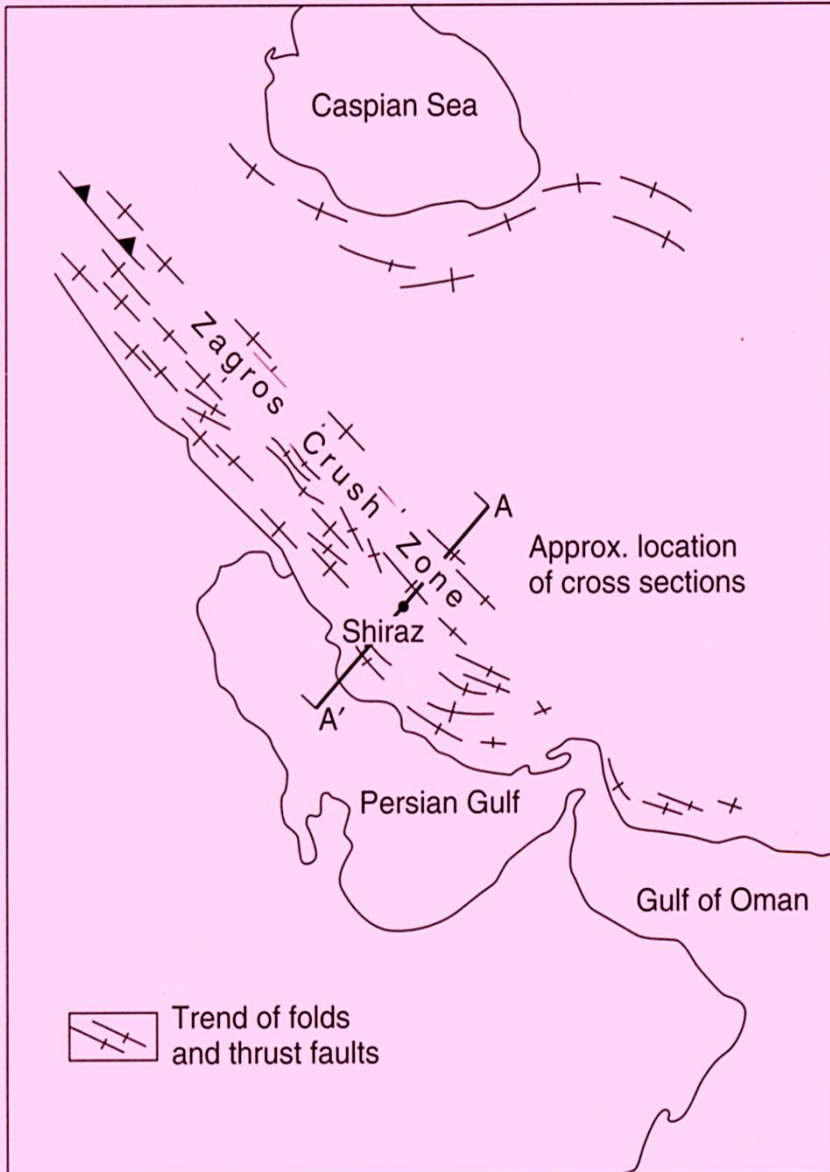 Caspian Sea
Zagros Crush Zone
A
Approx. location
of cross sections
Shiraz
A′
Persian Gulf
Gulf of Oman
Trend of folds
and thrust faults